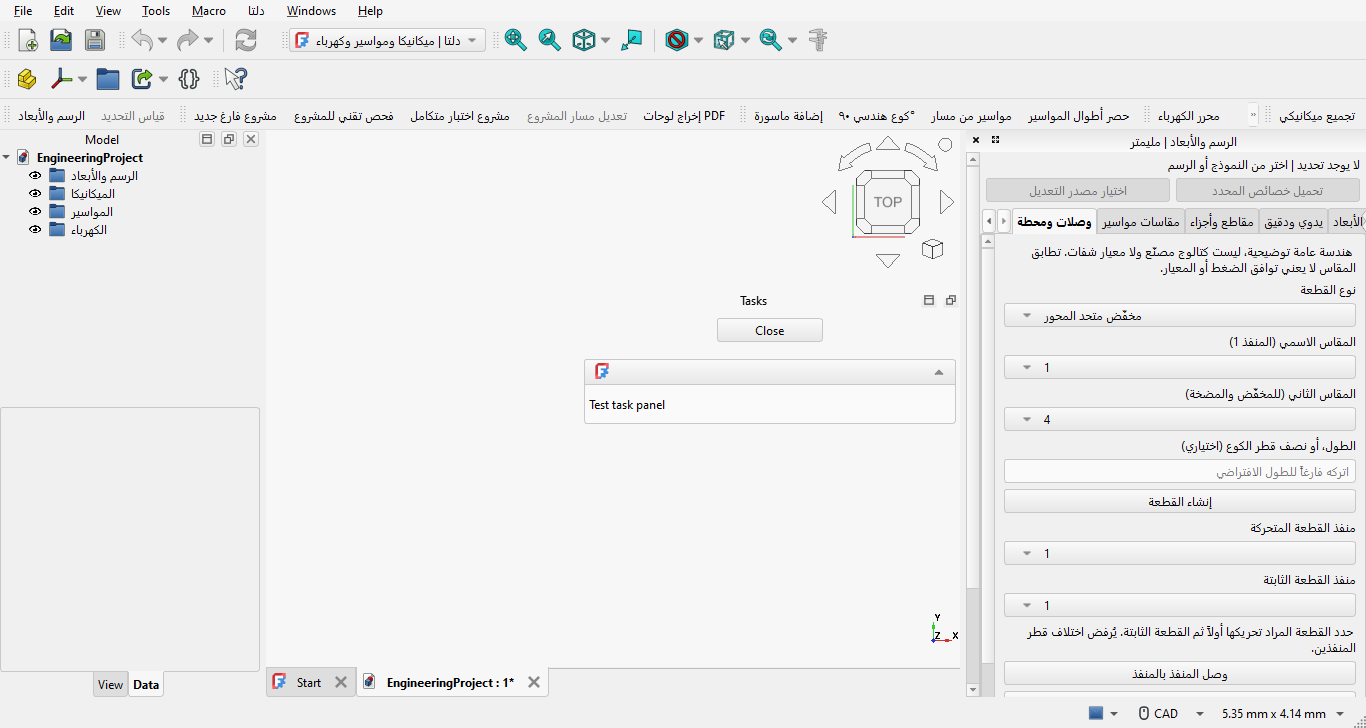 File Edit View Tools Macro دلتا Windows Help
دلتا | ميكانيكا ومواسير وكهرباء
الرسم والأبعاد قياس التحديد مشروع فارغ جديد فحص تقني للمشروع مشروع اختبار متكامل تعديل مسار المشروع PDF إخراج لوحات إضافة ماسورة كوع هندسي ٩٠° مواسير من مسار حصر أطوال المواسير محرر الكهرباء » تجميع ميكانيكي
Model
EngineeringProject
الرسم والأبعاد
الميكانيكا
المواسير
الكهرباء
View Data
TOP
Tasks
Close
Test task panel
Y
Z X
Start EngineeringProject : 1*
الرسم والأبعاد | مليمتر
لا يوجد تحديد | اختر من النموذج أو الرسم
تحميل خصائص المحدد اختيار مصدر التعديل
الأبعاد يدوي ودقيق مقاطع وأجزاء مقاسات مواسير وصلات ومحطة
هندسة عامة توضيحية، ليست كتالوج مصنّع ولا معيار شفات. تطابق
المقاس لا يعني توافق الضغط أو المعيار.
نوع القطعة
مخفّض متحد المحور
المقاس الاسمي (المنفذ 1)
1
المقاس الثاني (للمخفّض والمضخة)
4
الطول، أو نصف قطر الكوع (اختياري)
اتركه فارغاً للطول الافتراضي
إنشاء القطعة
منفذ القطعة المتحركة
1
منفذ القطعة الثابتة
1
حدد القطعة المراد تحريكها أولاً ثم القطعة الثابتة. يُرفض اختلاف قطر
المنفذين.
وصل المنفذ بالمنفذ
CAD 5.35 mm x 4.14 mm